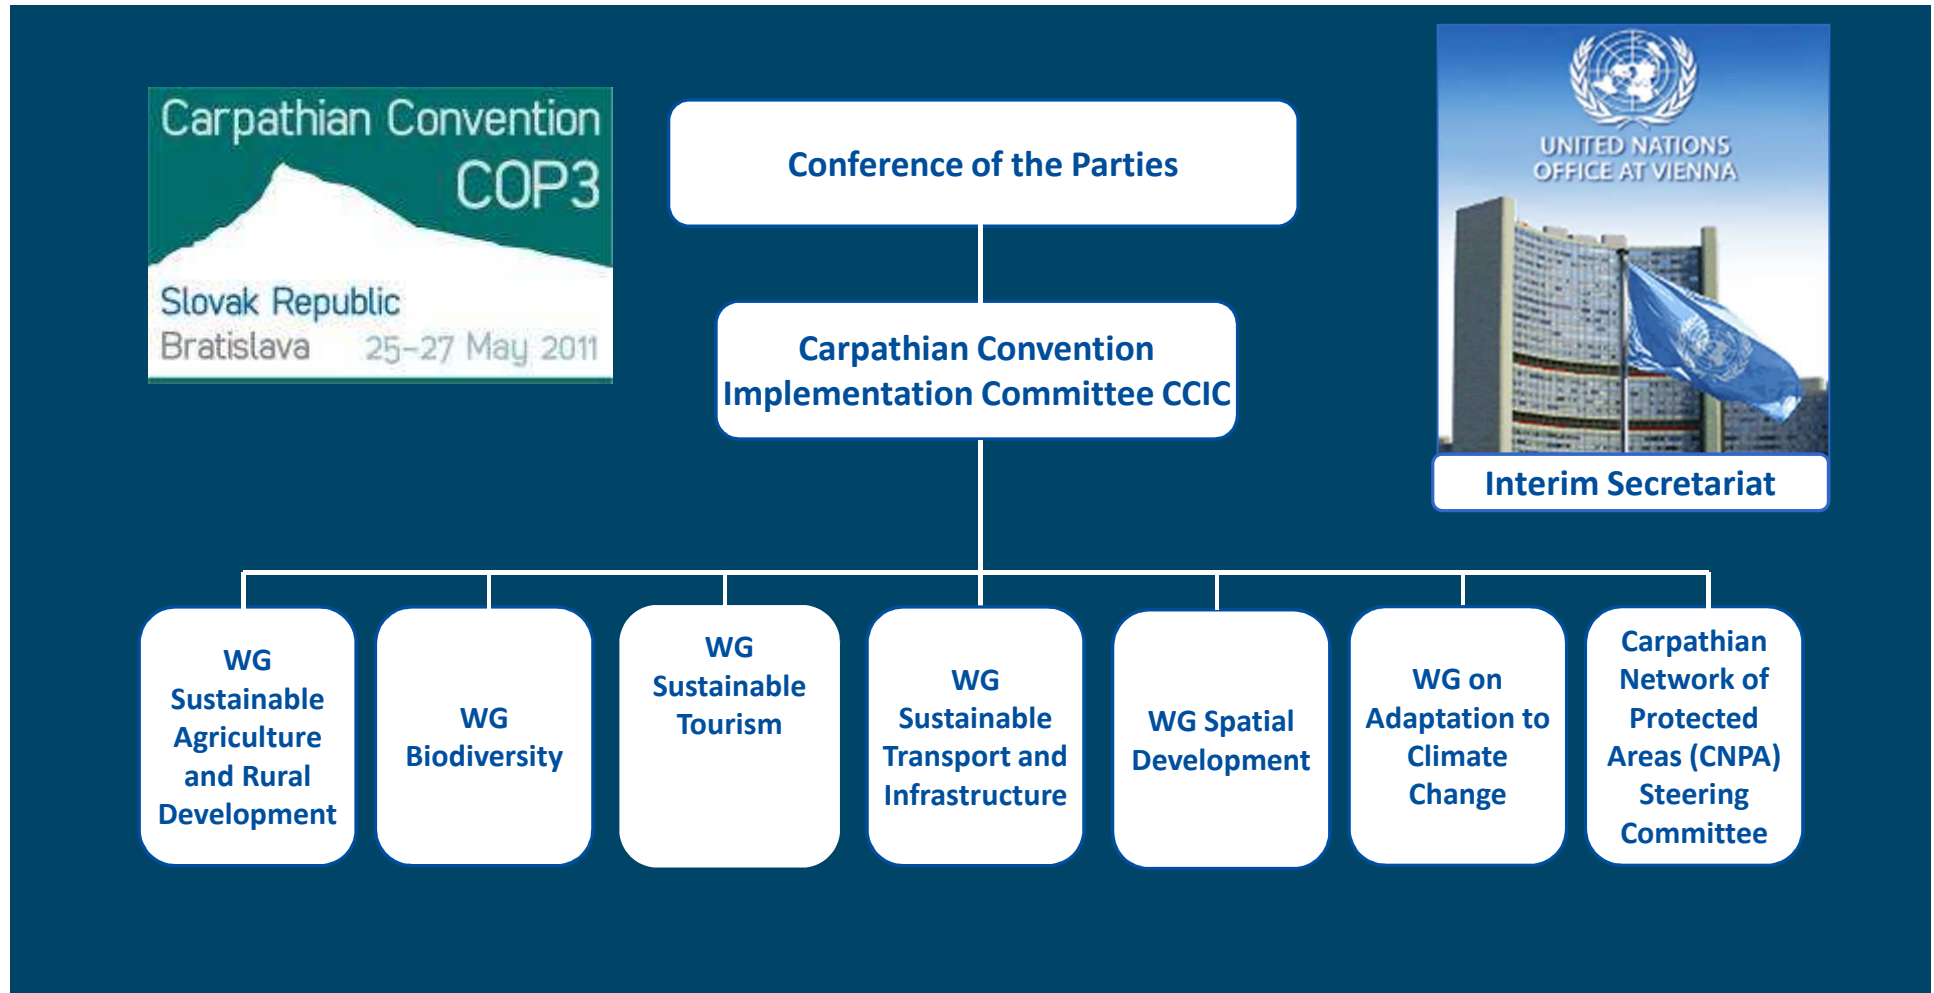 Carpathian Convention
COP3
Slovak Republic
Bratislava 25-27 May 2011
Conference of the Parties
UNITED NATIONS
OFFICE AT VIENNA
Carpathian Convention
Implementation Committee CCIC
Interim Secretariat
WG
Sustainable
Agriculture
and Rural
Development
WG
Biodiversity
WG
Sustainable
Tourism
WG
Sustainable
Transport and
Infrastructure
WG Spatial
Development
WG on
Adaptation to
Climate
Change
Carpathian
Network of
Protected
Areas (CNPA)
Steering
Committee